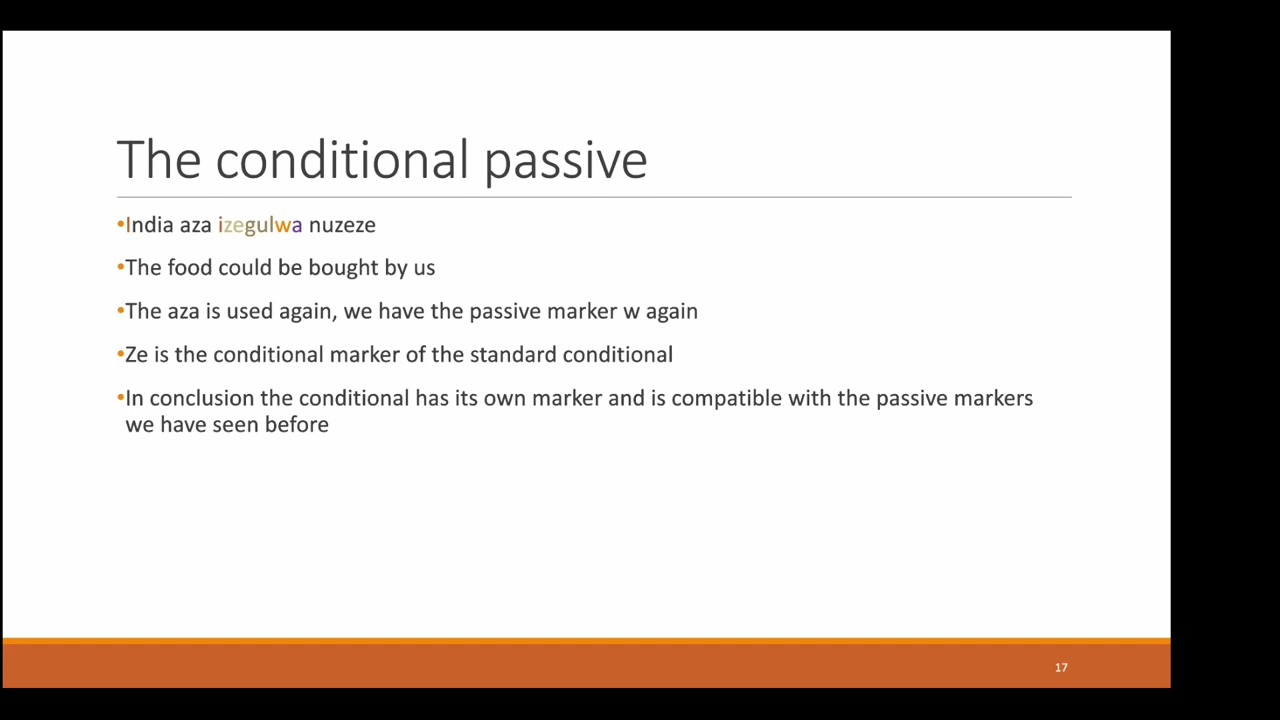 The conditional passive
•India aza izegulwa nuzeze
•The food could be bought by us
•The aza is used again, we have the passive marker w again
•Ze is the conditional marker of the standard conditional
•In conclusion the conditional has its own marker and is compatible with the passive markers
we have seen before
17